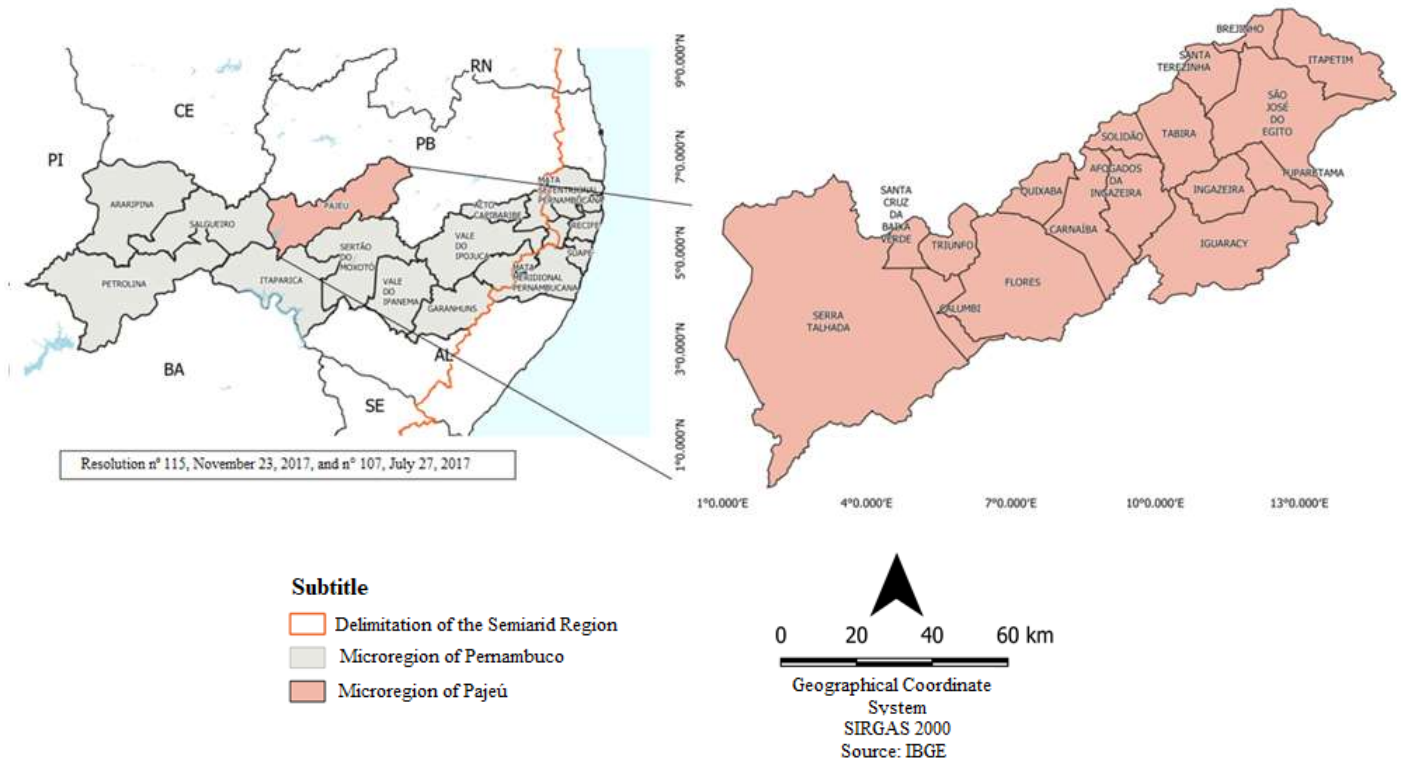 RN
CE
PB
PI
ARARIPINA
SALGUEIRO
PAJEÚ
ALTO
CAPIBARIBE
MATA
SETENTRIONAL
PERNAMBUCANA
RECIFE
SUAPE
PETROLINA
ITAPARICA
SERTÃO
DO
MOXOTÓ
VALE
DO
IPOJUCA
VALE
DO
IPANEMA
GARANHUNS
MATA
MERIDIONAL
PERNAMBUCANA
BA
AL
SE
9°0.000'N
7°0.000'N
5°0.000'N
3°0.000'N
1°0.000'N
Resolution nº 115, November 23, 2017, and n° 107, July 27, 2017
BREJINHO
ITAPETIM
SANTA
TEREZINHA
SÃO
JOSÉ
DO
EGITO
TABIRA
SOLIDÃO
AFOGADOS
DA
INGAZEIRA
TUPARETAMA
INGAZEIRA
QUIXABA
SANTA
CRUZ
DA
BAIXA
VERDE
TRIUNFO
CARNAÍBA
IGUARACY
FLORES
CALUMBI
SERRA
TALHADA
1°0.000'E
4°0.000'E
7°0.000'E
10°0.000'E
13°0.000'E
Subtitle
Delimitation of the Semiarid Region
Microregion of Pernambuco
Microregion of Pajeú
0 20 40 60 km
Geographical Coordinate
System
SIRGAS 2000
Source: IBGE